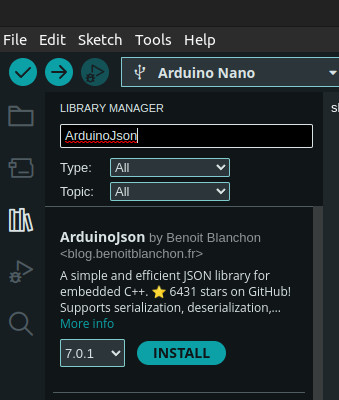 File Edit Sketch Tools Help
Arduino Nano
LIBRARY MANAGER
ArduinoJson
Type: All
Topic: All
ArduinoJson by Benoit Blanchon
<blog.benoitblanchon.fr>
A simple and efficient JSON library for
embedded C++. ⭐ 6431 stars on GitHub!
Supports serialization, deserialization,...
More info
7.0.1 INSTALL